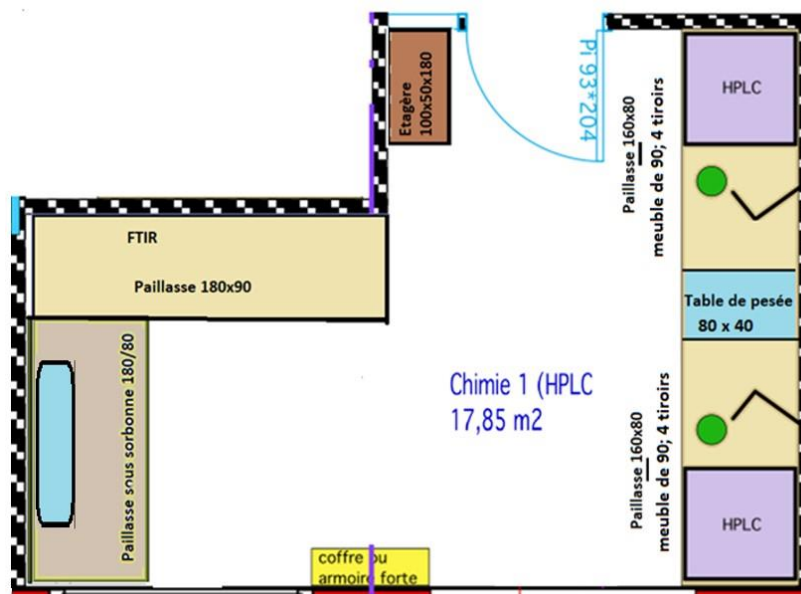 Etagère
100x50x180
Pi 93*204
Paillasse 160x80
meuble de 90; 4 tiroirs
HPLC
FTIR
Paillasse 180x90
Table de pesée
80 x 40
Paillasse sous sorbonne 180/80
Chimie 1 (HPLC
17,85 m2
Paillasse 160x80
meuble de 90; 4 tiroirs
HPLC
coffre ou
armoire forte